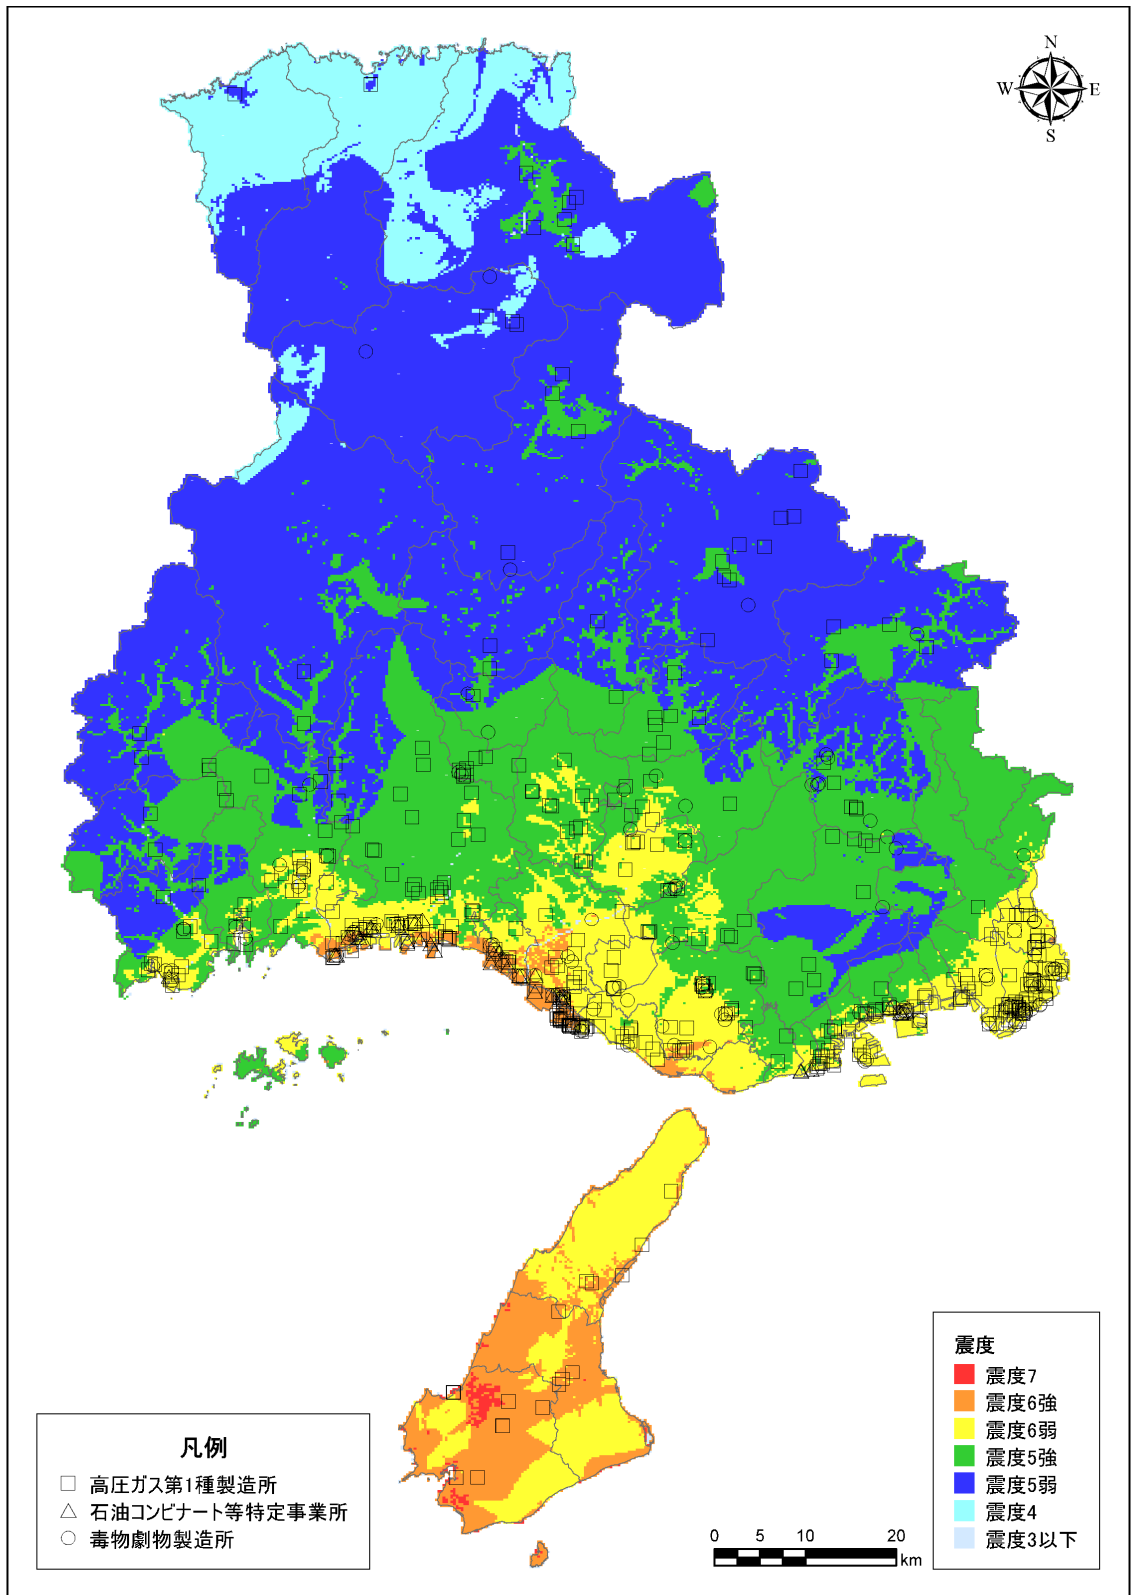 N
W E
S
震度
震度7
震度6強
震度6弱
震度5強
震度5弱
震度4
震度3以下
凡例
高圧ガス第1種製造所
石油コンビナート等特定事業所
毒物劇物製造所
0 5 10 20
km